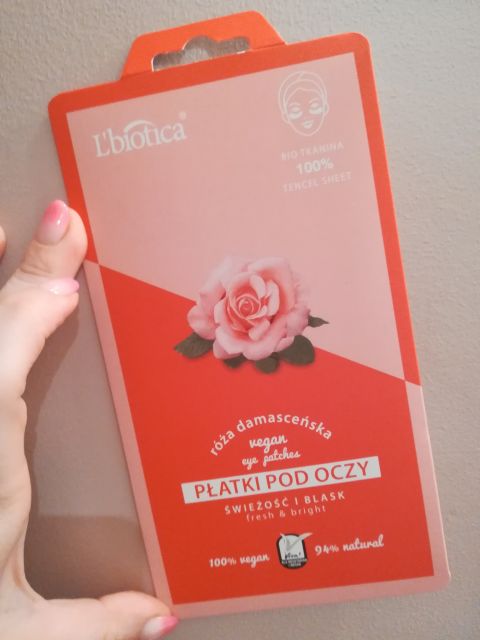 L'biotica®
BIO TKANINA
100%
TENCEL SHEET
róża damasceńska
vegan
eye patches
PŁATKI POD OCZY
ŚWIEŻOŚĆ I BLASK
fresh & bright
100% vegan
Viva!
94% natural